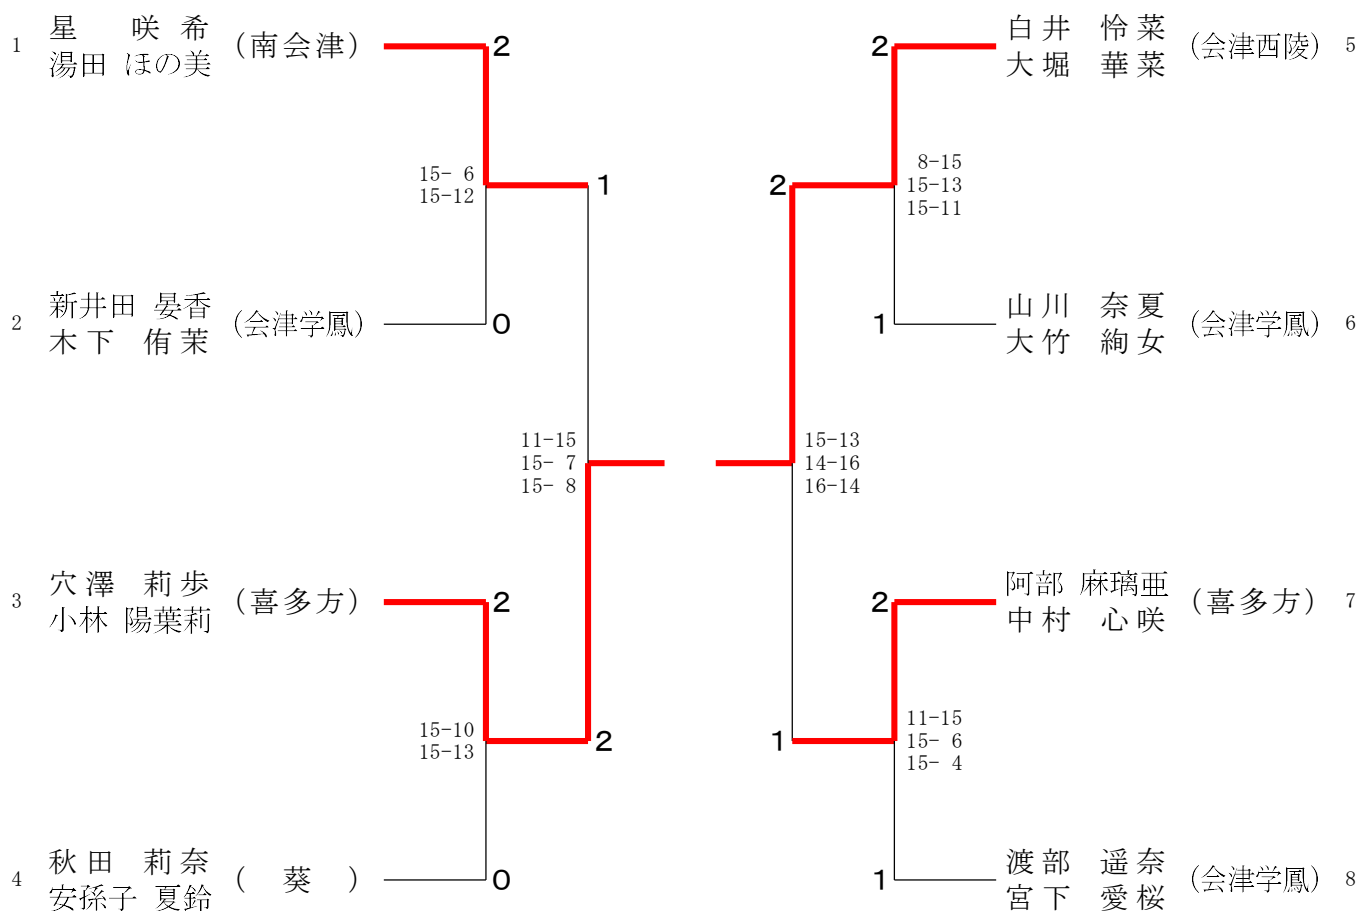 1 星 咲希 (南会津) 2
湯田 ほの美
15- 6
15-12
1
2 新井田 晏香 (会津学鳳) 0
木下 侑茉
11-15
15- 7
15- 8
3 穴澤 莉歩 (喜多方) 2
小林 陽葉莉
15-10
15-13
2
4 秋田 莉奈 (葵) 0
安孫子 夏鈴
2 白井 怜菜 (会津西陵) 5
大堀 華菜
8-15
15-13
15-11
2
1 山川 奈夏 (会津学鳳) 6
大竹 絢女
15-13
14-16
16-14
2 阿部 麻璃亜 (喜多方) 7
中村 心咲
11-15
15- 6
15- 4
1
1 渡部 遥奈 (会津学鳳) 8
宮下 愛桜